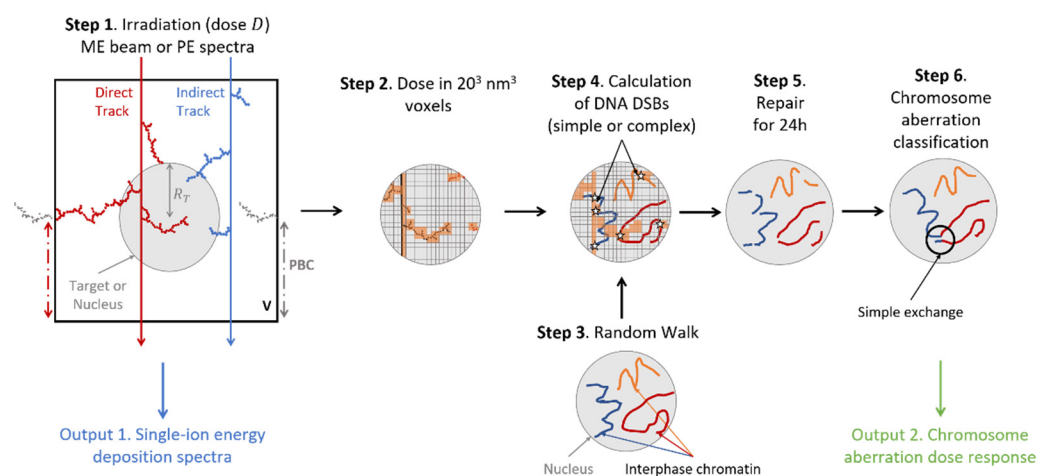 Step 1. Irradiation (dose D)
ME beam or PE spectra
Direct
Track
Indirect
Track
R_T
PBC
Target or
Nucleus
V
Output 1. Single-ion energy
deposition spectra
Step 2. Dose in 20³ nm³
voxels
Step 4. Calculation
of DNA DSBs
(simple or complex)
Step 3. Random Walk
Nucleus
Interphase chromatin
Step 5.
Repair
for 24h
Step 6.
Chromosome
aberration
classification
Simple exchange
Output 2. Chromosome
aberration dose response